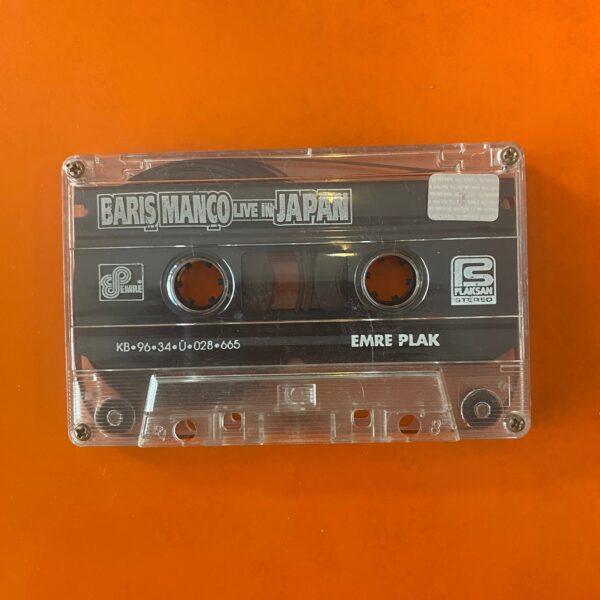 BARIŞ MANÇO LIVE IN JAPAN
EMRE
PLAKSAN
STEREO
KB•96•34•Ü•028•665
EMRE PLAK